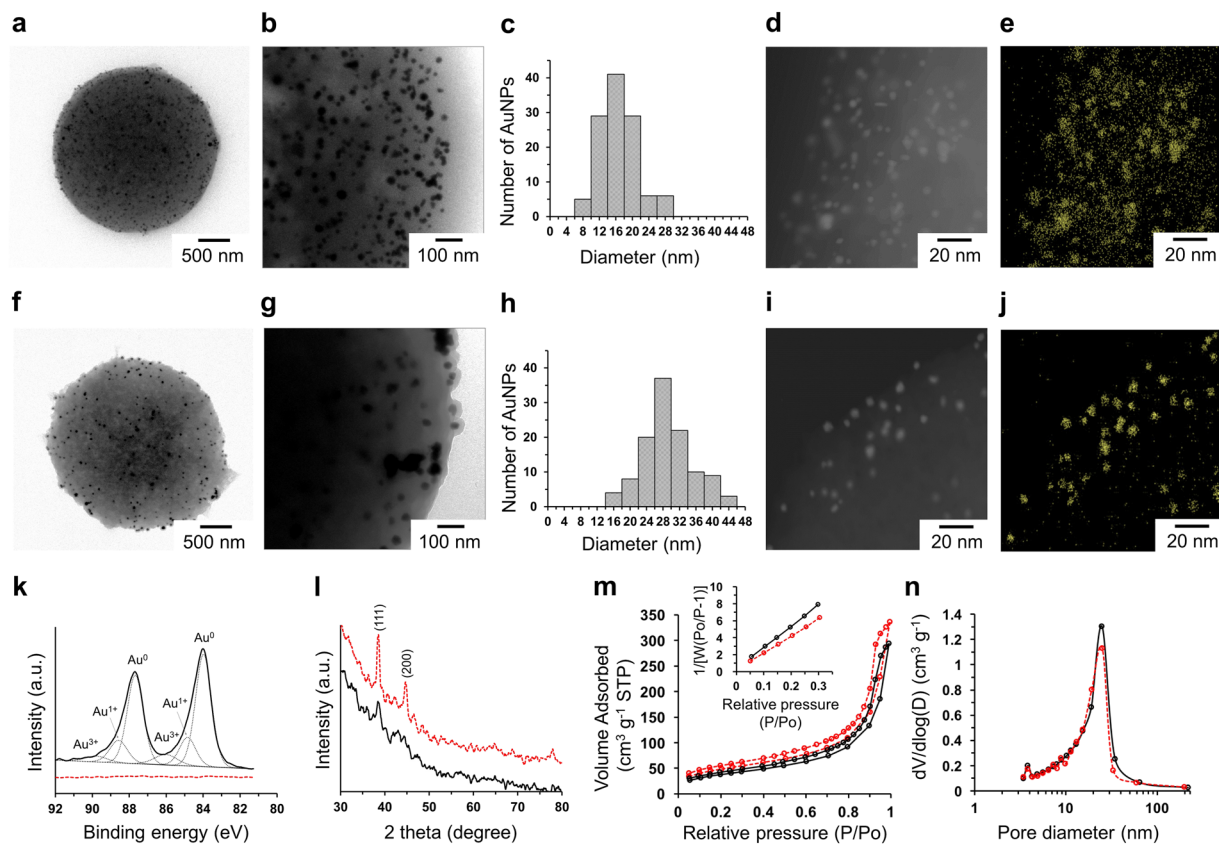 a
b
c
d
e
40
30
20
10
0
0 4 8 12 16 20 24 28 32 36 40 44 48
Number of AuNPs
Diameter (nm)
500 nm
100 nm
20 nm
20 nm
f
g
h
i
j
40
30
20
10
0
0 4 8 12 16 20 24 28 32 36 40 44 48
Number of AuNPs
Diameter (nm)
500 nm
100 nm
20 nm
20 nm
k
Au⁰
Au⁰
Au¹⁺
Au¹⁺
Au³⁺
Au³⁺
Intensity (a.u.)
92 90 88 86 84 82
Binding energy (eV)
l
(111)
(200)
Intensity (a.u.)
30 40 50 60 70 80
2 theta (degree)
m
350
300
250
200
150
100
50
0
Volume Adsorbed
(cm³ g⁻¹ STP)
0 0.2 0.4 0.6 0.8 1
Relative pressure (P/Po)
10
8
6
4
2
0
1/[W(Po/P-1)]
0 0.1 0.2 0.3
Relative pressure
(P/Po)
n
1.4
1.2
1
0.8
0.6
0.4
0.2
0
dV/dlog(D) (cm³ g⁻¹)
1 10 100
Pore diameter (nm)